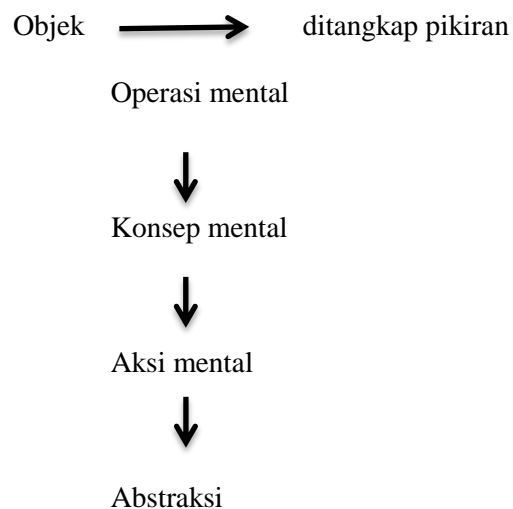 Objek ditangkap pikiran
Operasi mental
Konsep mental
Aksi mental
Abstraksi